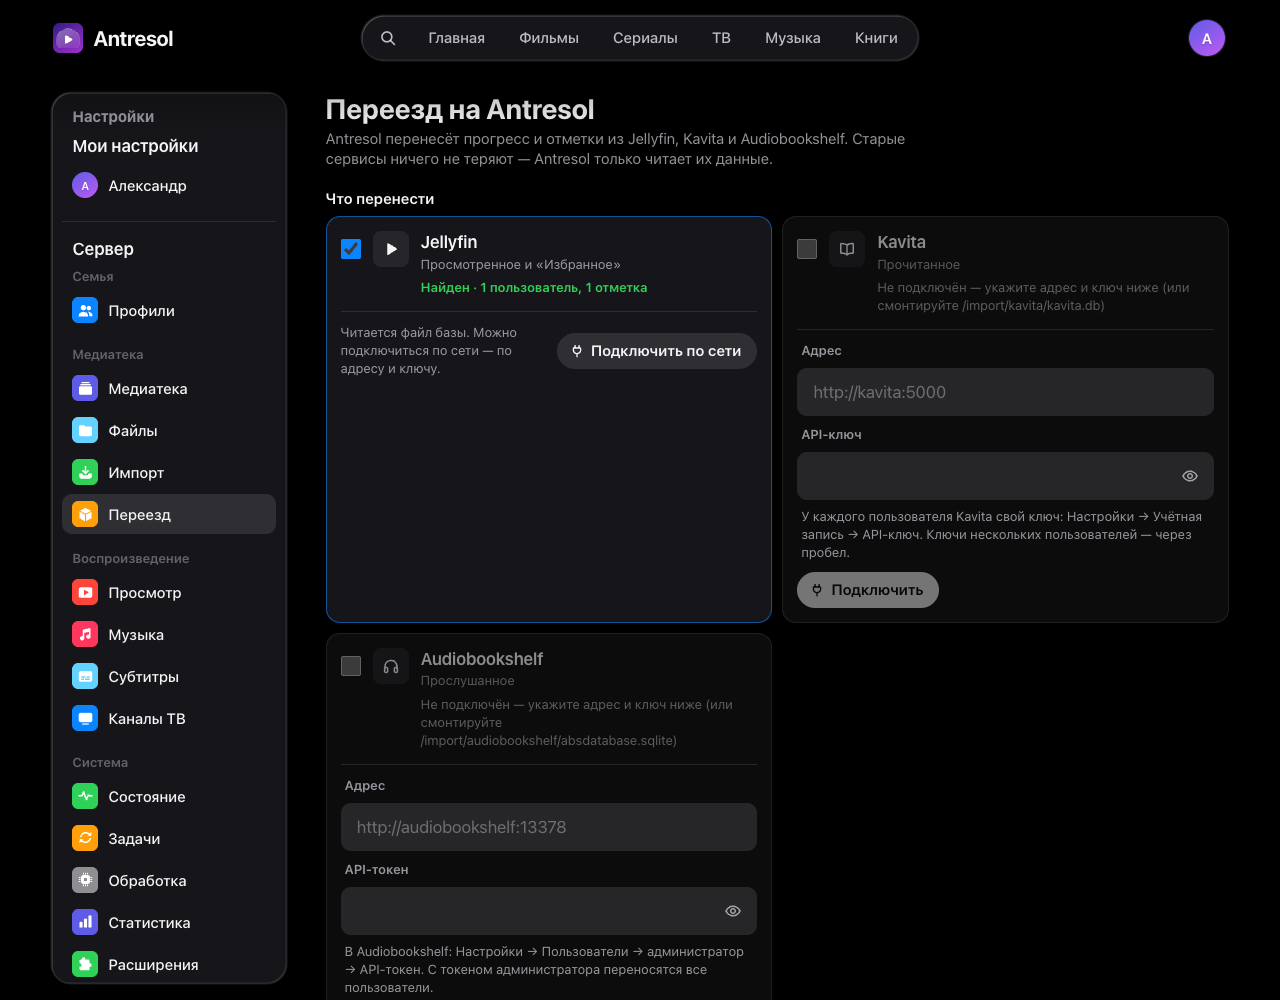 Antresol
Главная
Фильмы
Сериалы
ТВ
Музыка
Книги
A
Настройки
Мои настройки
A
Александр
Сервер
Семья
Профили
Медиатека
Медиатека
Файлы
Импорт
Переезд
Воспроизведение
Просмотр
Музыка
Субтитры
Каналы ТВ
Система
Состояние
Задачи
Обработка
Статистика
Расширения
Переезд на Antresol
Antresol перенесёт прогресс и отметки из Jellyfin, Kavita и Audiobookshelf. Старые
сервисы ничего не теряют — Antresol только читает их данные.
Что перенести
Jellyfin
Просмотренное и «Избранное»
Найден · 1 пользователь, 1 отметка
Читается файл базы. Можно
подключиться по сети — по
адресу и ключу.
Подключить по сети
Kavita
Прочитанное
Не подключён — укажите адрес и ключ ниже (или
смонтируйте /import/kavita/kavita.db)
Адрес
http://kavita:5000
API-ключ
У каждого пользователя Kavita свой ключ: Настройки → Учётная
запись → API-ключ. Ключи нескольких пользователей — через
пробел.
Подключить
Audiobookshelf
Прослушанное
Не подключён — укажите адрес и ключ ниже (или
смонтируйте
/import/audiobookshelf/absdatabase.sqlite)
Адрес
http://audiobookshelf:13378
API-токен
В Audiobookshelf: Настройки → Пользователи → администратор
→ API-токен. С токеном администратора переносятся все
пользователи.